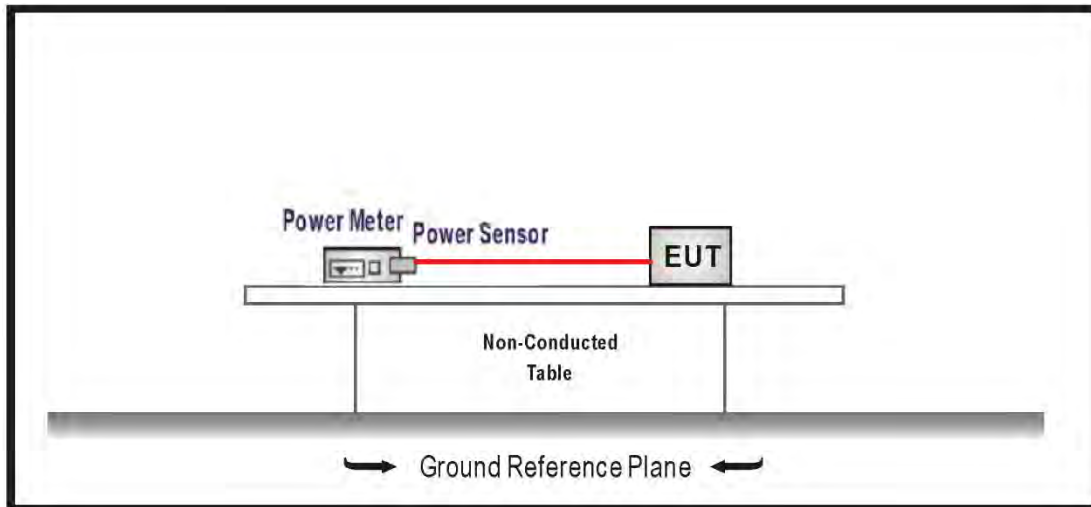 Power Meter
Power Sensor
EUT
Non-Conducted
Table
Ground Reference Plane